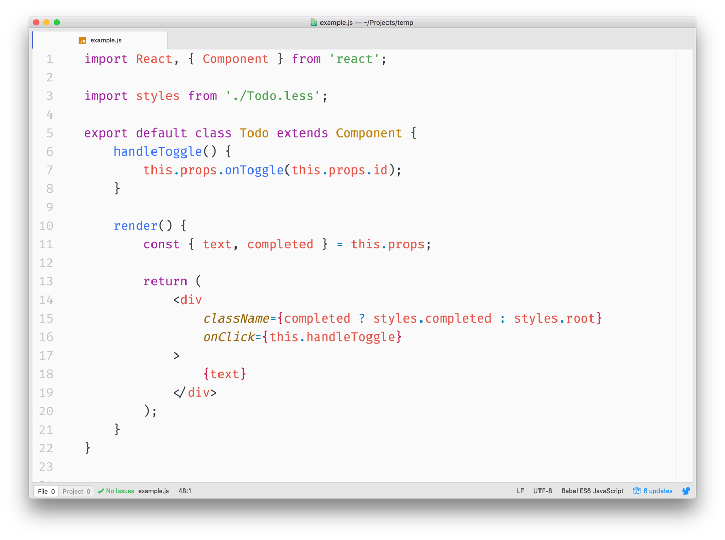 example.js — ~/Projects/temp
example.js
1 import React, { Component } from 'react';
2
3 import styles from './Todo.less';
4
5 export default class Todo extends Component {
6 handleToggle() {
7 this.props.onToggle(this.props.id);
8 }
9
10 render() {
11 const { text, completed } = this.props;
12
13 return (
14 <div
15 className={completed ? styles.completed : styles.root}
16 onClick={this.handleToggle}
17 >
18 {text}
19 </div>
20 );
21 }
22 }
23
File 0 Project 0 ✓ No Issues example.js 48:1 LF UTF-8 Babel ES6 JavaScript 8 updates